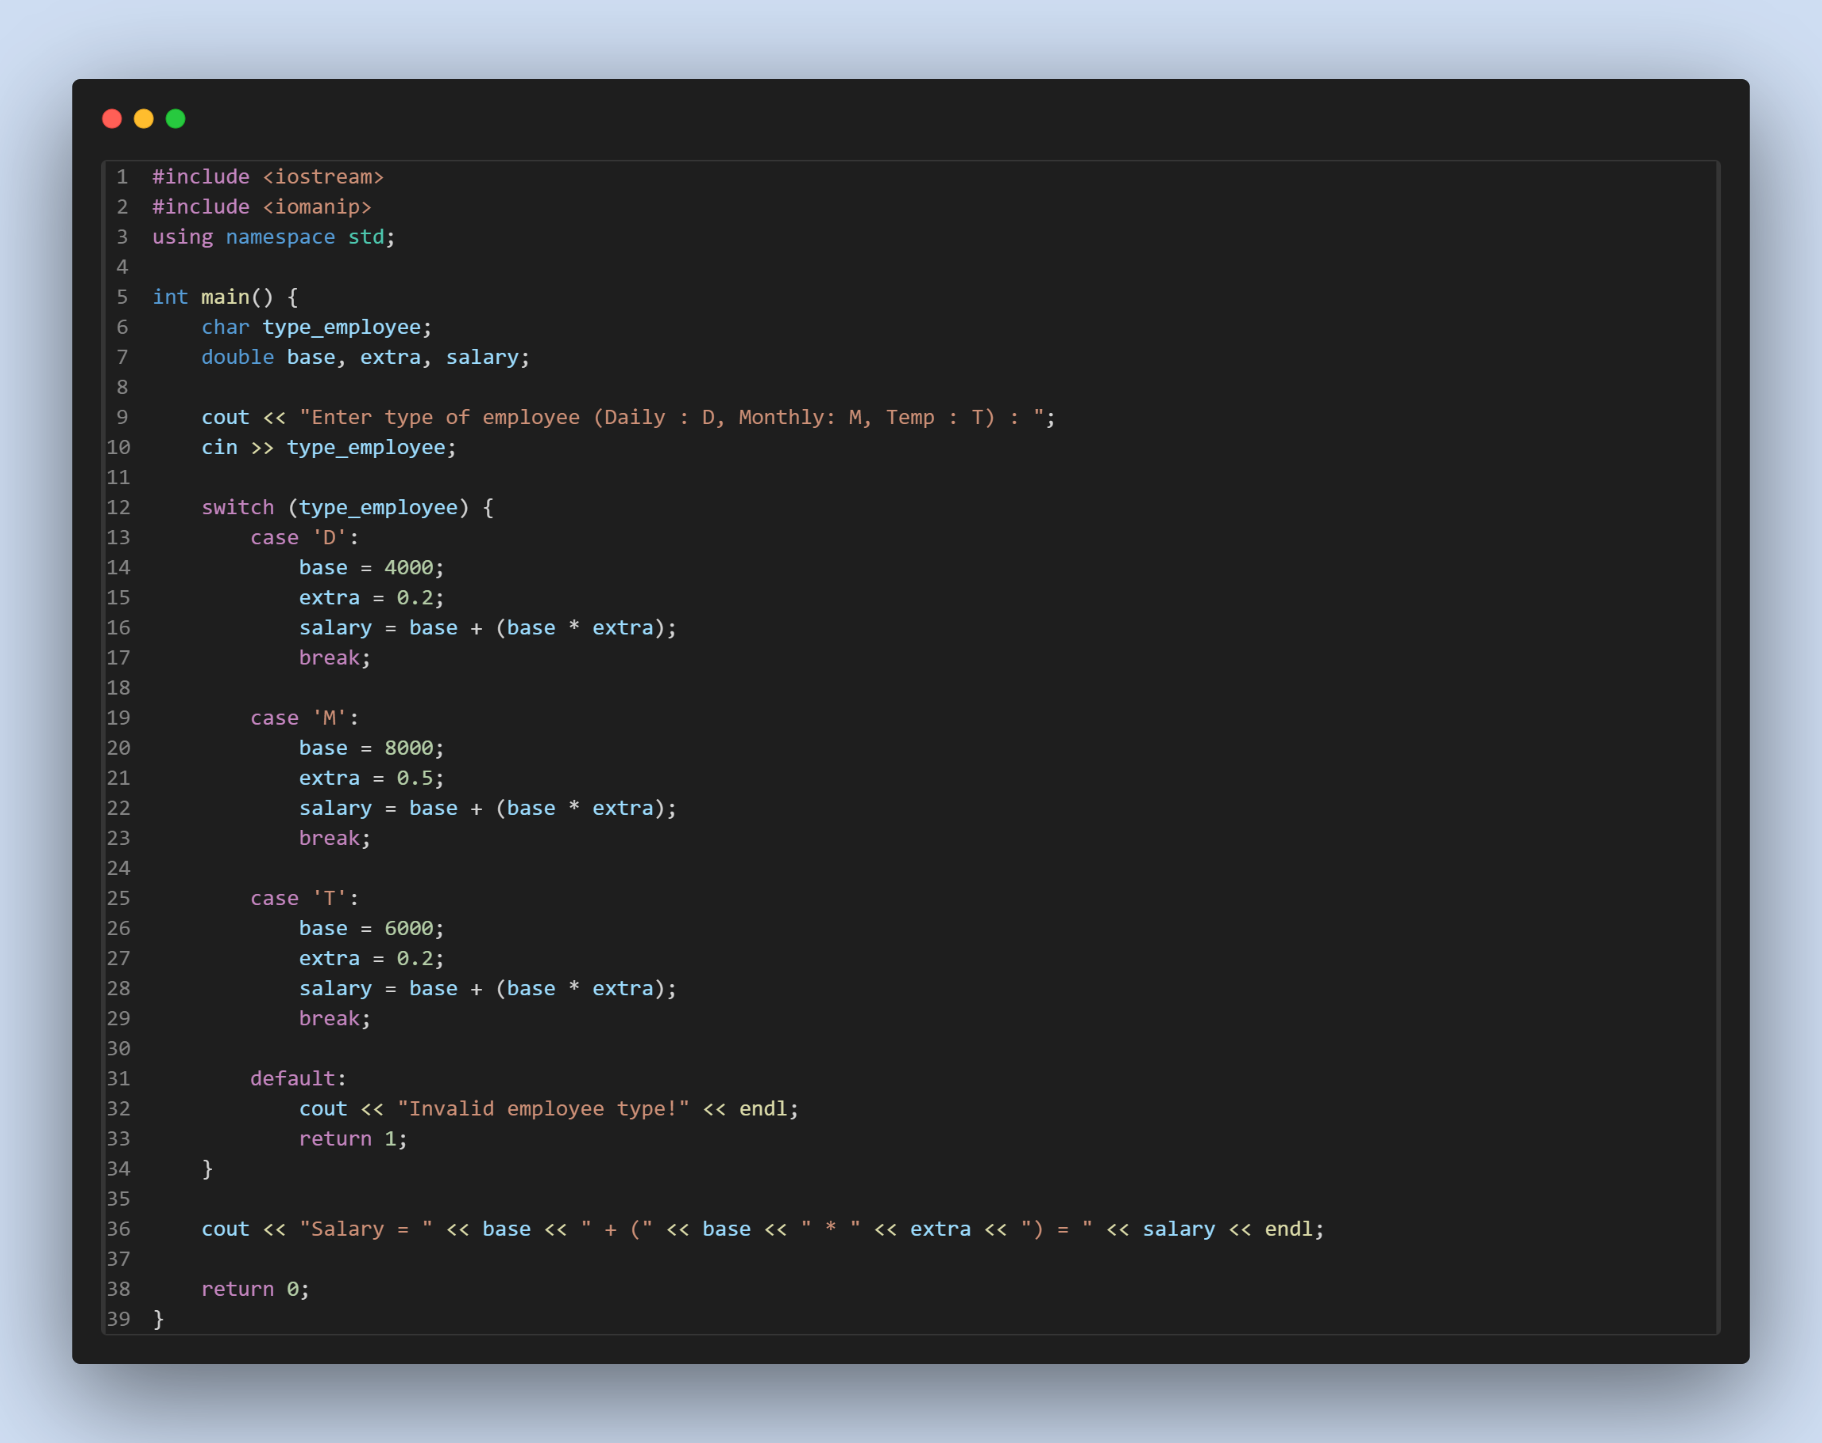 1 #include <iostream>
2 #include <iomanip>
3 using namespace std;
4
5 int main() {
6     char type_employee;
7     double base, extra, salary;
8
9     cout << "Enter type of employee (Daily : D, Monthly: M, Temp : T) : ";
10     cin >> type_employee;
11
12     switch (type_employee) {
13         case 'D':
14             base = 4000;
15             extra = 0.2;
16             salary = base + (base * extra);
17             break;
18
19         case 'M':
20             base = 8000;
21             extra = 0.5;
22             salary = base + (base * extra);
23             break;
24
25         case 'T':
26             base = 6000;
27             extra = 0.2;
28             salary = base + (base * extra);
29             break;
30
31         default:
32             cout << "Invalid employee type!" << endl;
33             return 1;
34     }
35
36     cout << "Salary = " << base << " + (" << base << " * " << extra << ") = " << salary << endl;
37
38     return 0;
39 }